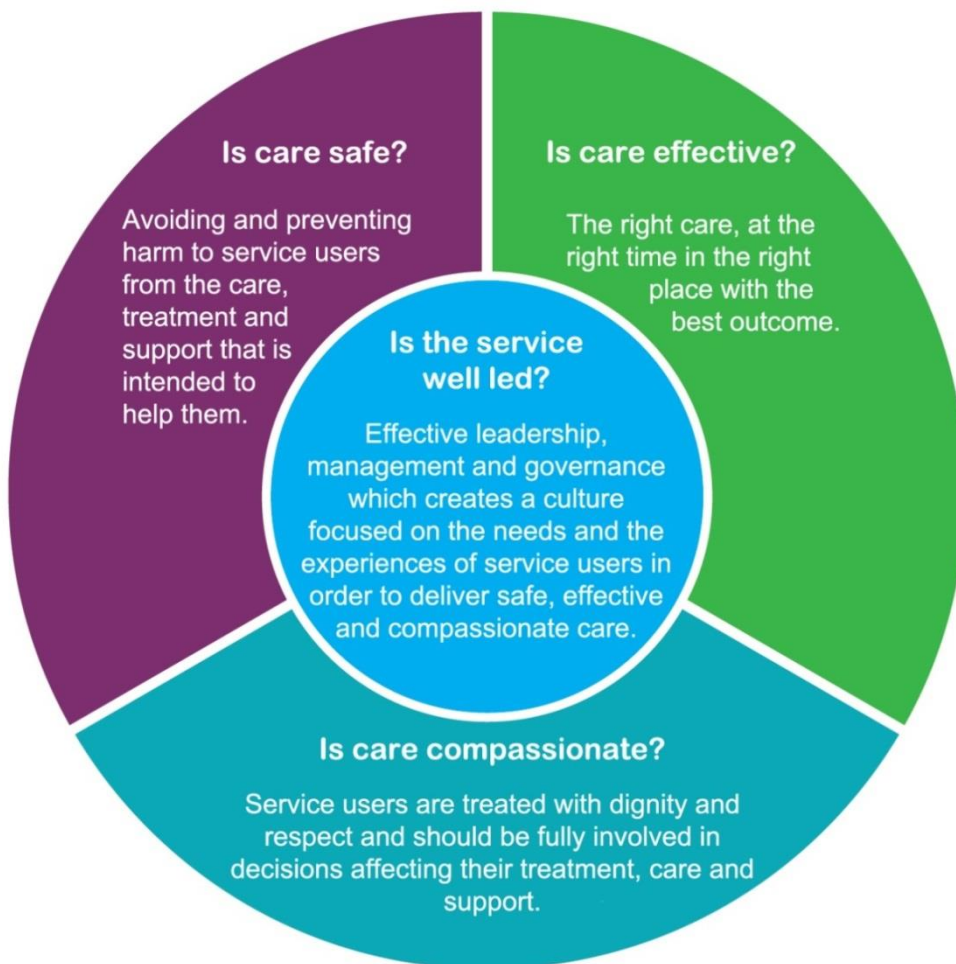 Is care safe?
Avoiding and preventing
harm to service users
from the care,
treatment and
support that is
intended to
help them.
Is care effective?
The right care, at the
right time in the right
place with the
best outcome.
Is the service
well led?
Effective leadership,
management and governance
which creates a culture
focused on the needs and the
experiences of service users in
order to deliver safe, effective
and compassionate care.
Is care compassionate?
Service users are treated with dignity and
respect and should be fully involved in
decisions affecting their treatment, care and
support.